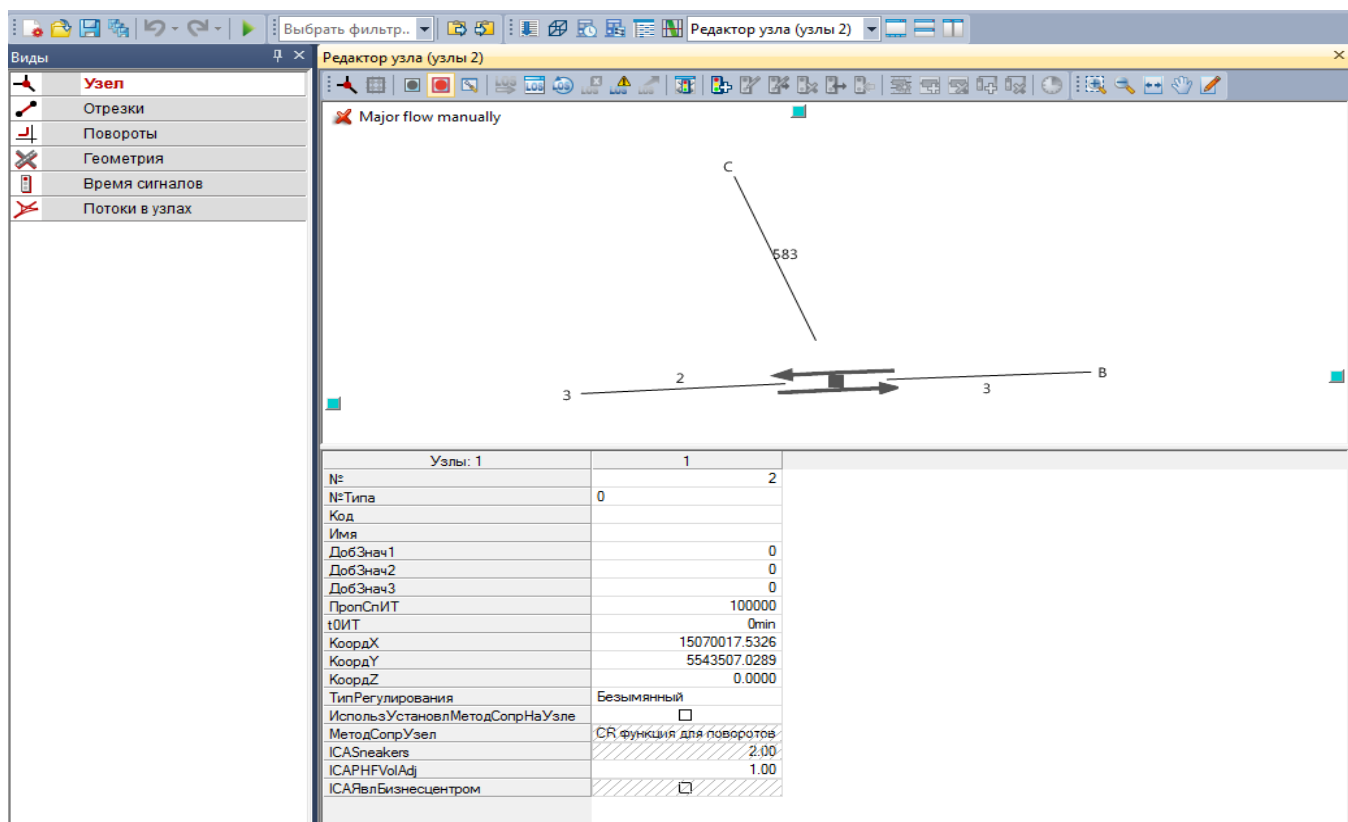 Выбрать фильтр..
Редактор узла (узлы 2)
Виды
Редактор узла (узлы 2)
Узел
Отрезки
Повороты
Геометрия
Время сигналов
Потоки в узлах
Major flow manually
C
583
2
3
B
3
Узлы: 1 1
№ 2
№Типа 0
Код
Имя
ДобЗнач1 0
ДобЗнач2 0
ДобЗнач3 0
ПропСпИТ 100000
t0ИТ 0min
КоордX 15070017.5326
КоордY 5543507.0289
КоордZ 0.0000
ТипРегулирования Безымянный
ИспользУстановлМетодСопрНаУзле
МетодСопрУзел CR функция для поворотов
ICASneakers 2.00
ICAPHFVolAdj 1.00
ICAЯвлБизнесцентром